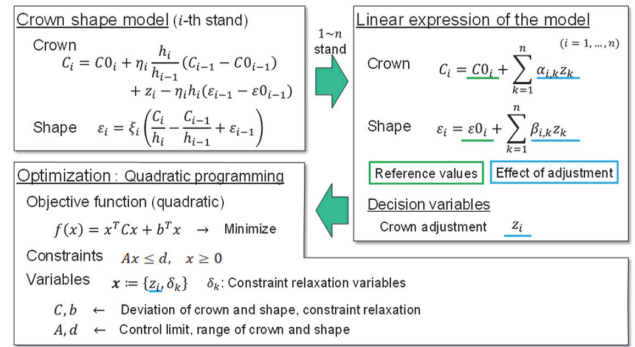 Crown shape model (i-th stand)
Crown
C_i = C0_i + η_i h_i/h_{i−1} (C_{i−1} − C0_{i−1})
+ z_i − η_i h_i(ε_{i−1} − ε0_{i−1})
Shape ε_i = ξ_i (C_i/h_i − C_{i−1}/h_{i−1} + ε_{i−1})
1~n
stand
Linear expression of the model
(i = 1, ..., n)
Crown C_i = C0_i + ∑_{k=1}^{n} α_{i,k} z_k
Shape ε_i = ε0_i + ∑_{k=1}^{n} β_{i,k} z_k
Reference values Effect of adjustment
Decision variables
Crown adjustment z_i
Optimization : Quadratic programming
Objective function (quadratic)
f(x) = x^T Cx + b^T x → Minimize
Constraints Ax ≤ d, x ≥ 0
Variables x ≔ {z_i, δ_k} δ_k: Constraint relaxation variables
C, b ← Deviation of crown and shape, constraint relaxation
A, d ← Control limit, range of crown and shape